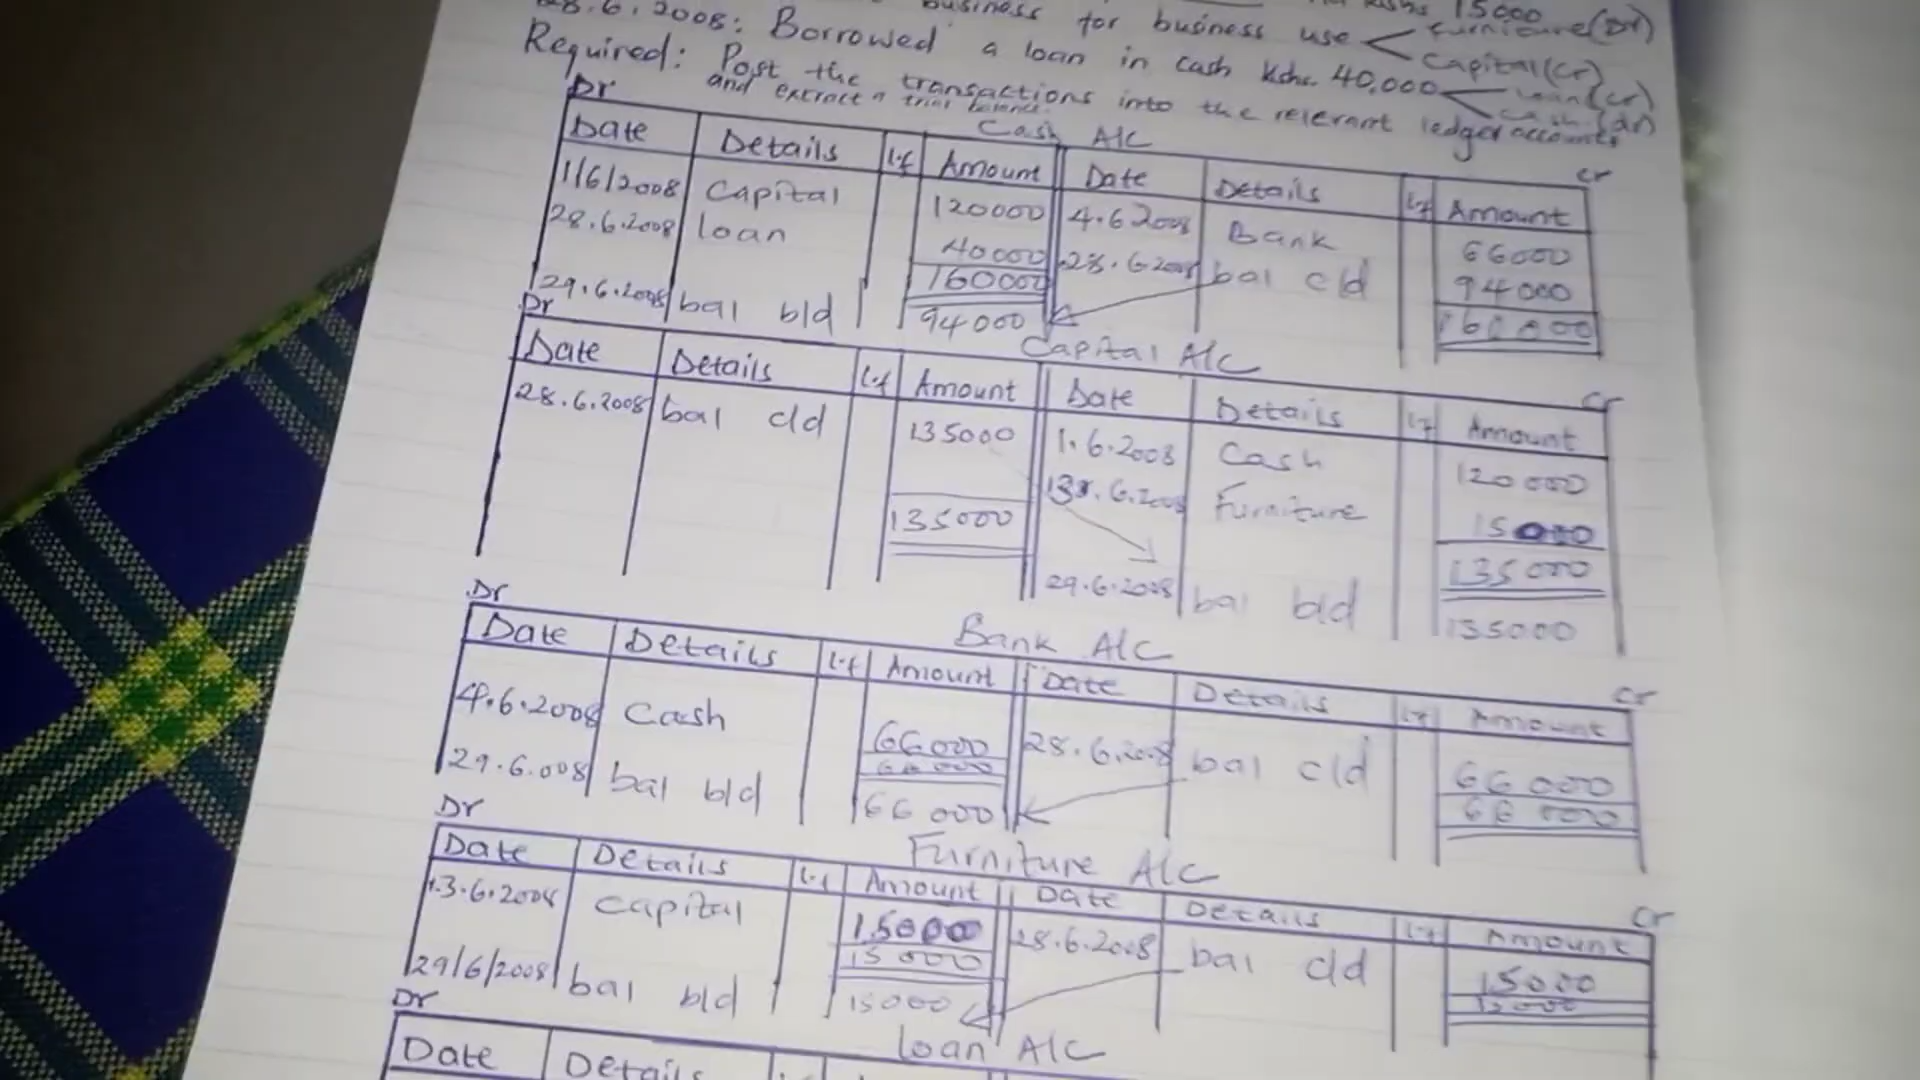 15000
business for business use furniture(Dr)
capital(cr)
28.6.2008: Borrowed a loan in cash Kshs. 40,000 loan(cr)
cash(dr)
Required: Post the transactions into the relevant ledger accounts
and extract a trial balance
Dr Cash A/C cr
Date Details l.f Amount Date Details l.f Amount
1/6/2008 Capital 120000 4.6.2008 Bank 66000
28.6.2008 loan 40000 28.6.2008 bal c/d 94000
160000 160000
29.6.2008 bal b/d 94000
Dr Capital A/C Cr
Date Details l.f Amount Date Details l.f Amount
28.6.2008 bal c/d 135000 1.6.2008 Cash 120000
Furniture 15000
135000 135000
29.6.2008 bal b/d 135000
Dr Bank A/C Cr
Date Details l.f Amount Date Details l.f Amount
4.6.2008 Cash 66000 28.6.2008 bal c/d 66000
66000 66000
29.6.008 bal b/d 66000
Dr Furniture A/C Cr
Date Details l.f Amount Date Details l.f Amount
13.6.2008 Capital 15000 28.6.2008 bal c/d 15000
15000 15000
29/6/2008 bal b/d 15000
Dr loan A/C
Date Details